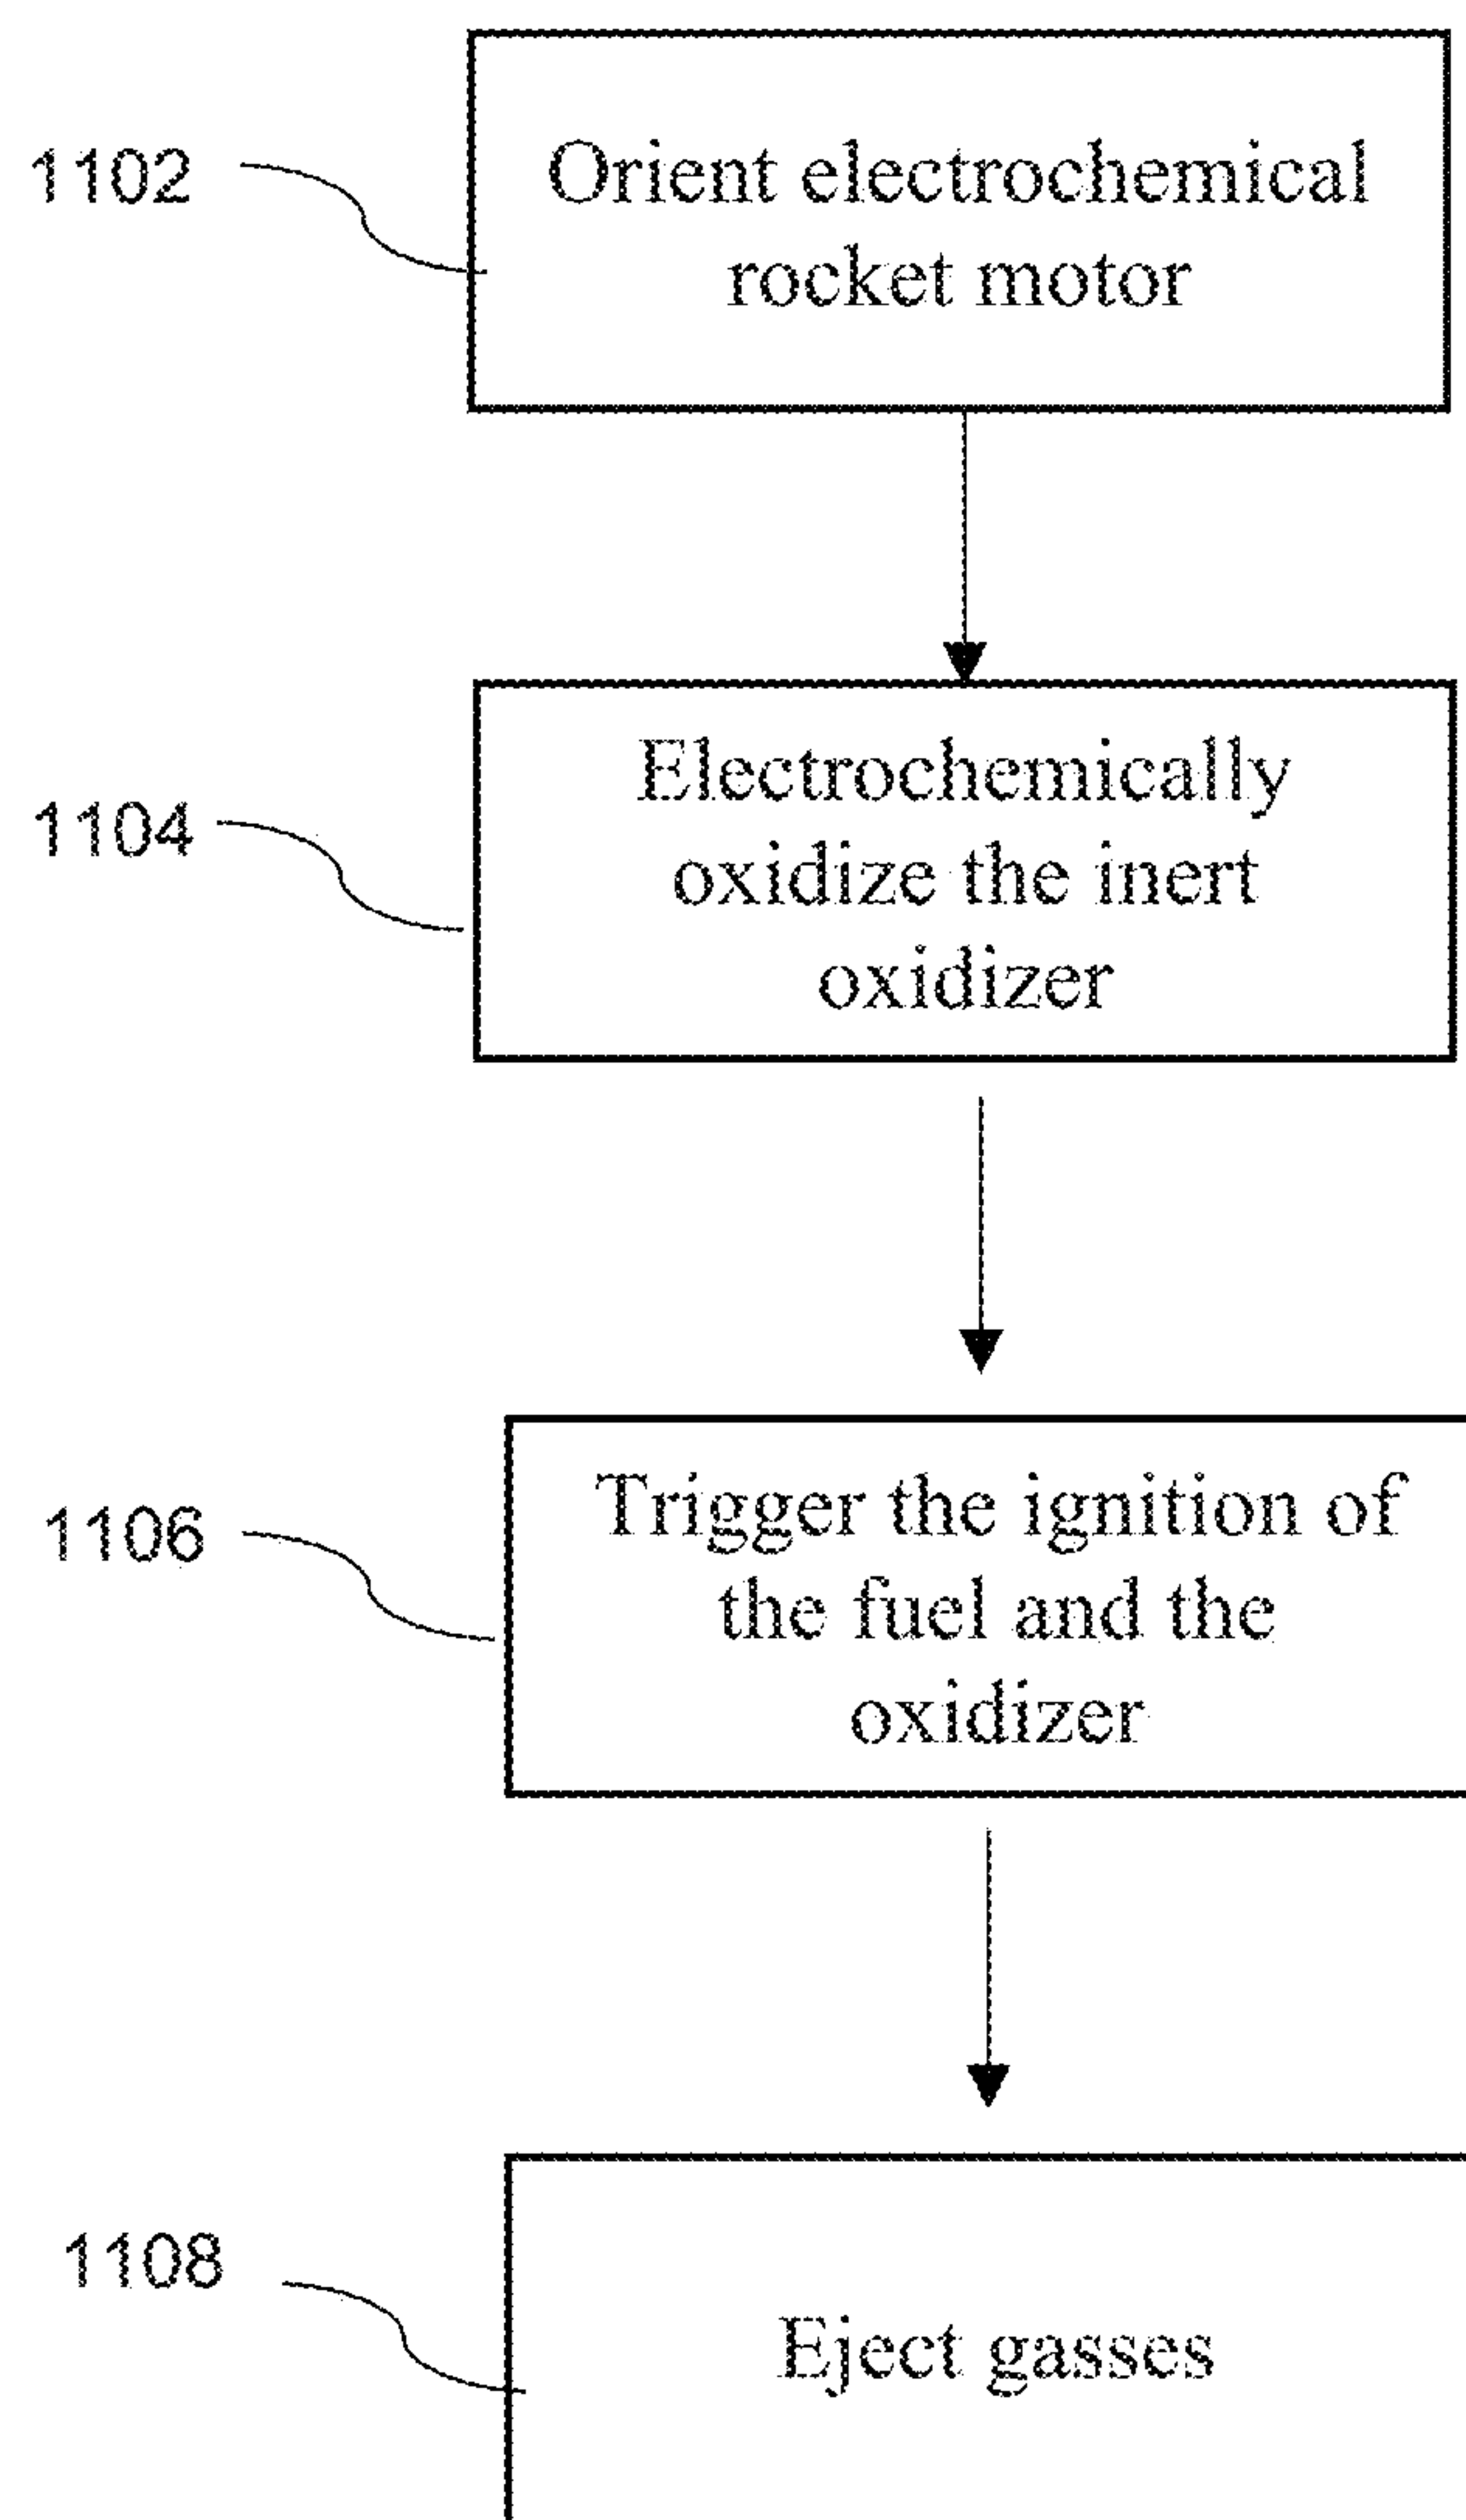 1102
Orient electrochemical
rocket motor
1104
Electrochemically
oxidize the inert
oxidizer
1106
Trigger the ignition of
the fuel and the
oxidizer
1108
Eject gasses